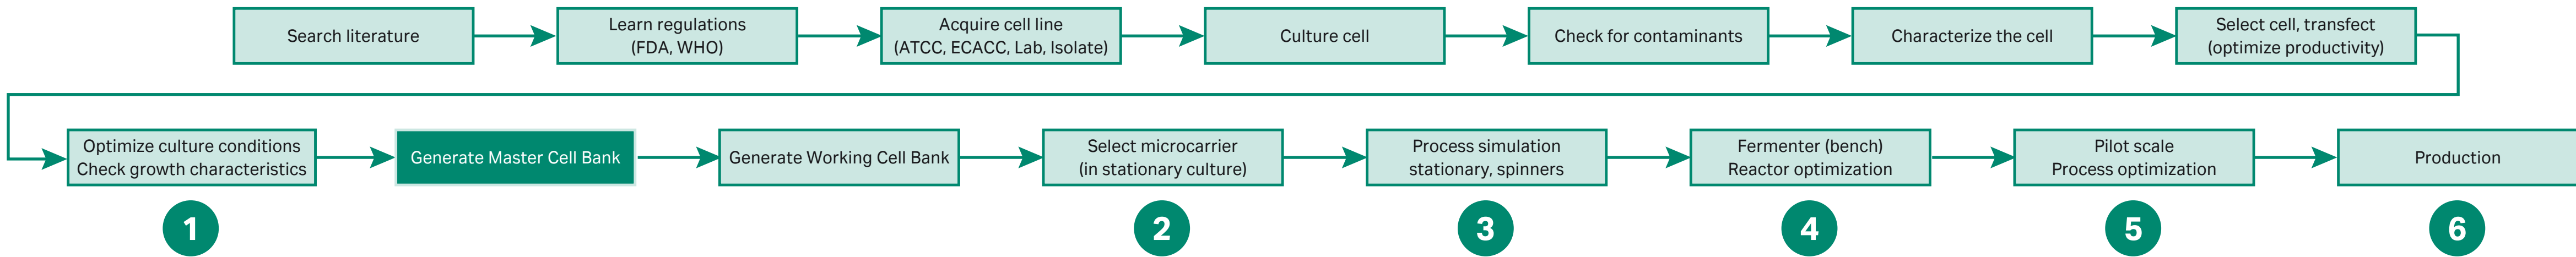 Search literature
Learn regulations
(FDA, WHO)
Acquire cell line
(ATCC, ECACC, Lab, Isolate)
Culture cell
Check for contaminants
Characterize the cell
Select cell, transfect
(optimize productivity)
Optimize culture conditions
Check growth characteristics
Generate Master Cell Bank
Generate Working Cell Bank
Select microcarrier
(in stationary culture)
Process simulation
stationary, spinners
Fermenter (bench)
Reactor optimization
Pilot scale
Process optimization
Production
1
2
3
4
5
6